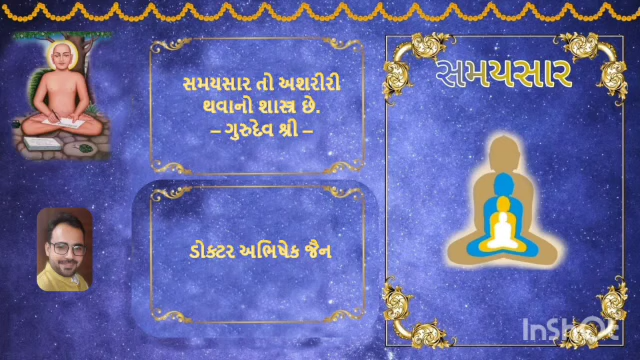 સમયસાર તો અશરીરી
થવાનો શાસ્ત્ર છે.
– ગુરુદેવ શ્રી –
ડોક્ટર અભિષેક જૈન
સમયસાર
InShOt